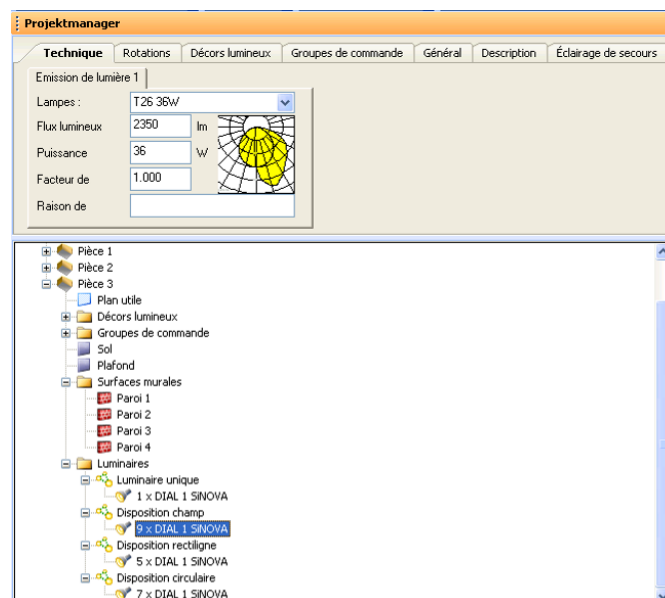 Projektmanager
Technique Rotations Décors lumineux Groupes de commande Général Description Éclairage de secours
Emission de lumière 1
Lampes : T26 36W
Flux lumineux 2350 lm
Puissance 36 W
Facteur de 1.000
Raison de
Pièce 1
Pièce 2
Pièce 3
Plan utile
Décors lumineux
Groupes de commande
Sol
Plafond
Surfaces murales
Paroi 1
Paroi 2
Paroi 3
Paroi 4
Luminaires
Luminaire unique
1 x DIAL 1 SiNOVA
Disposition champ
9 x DIAL 1 SiNOVA
Disposition rectiligne
5 x DIAL 1 SiNOVA
Disposition circulaire
7 x DIAL 1 SiNOVA